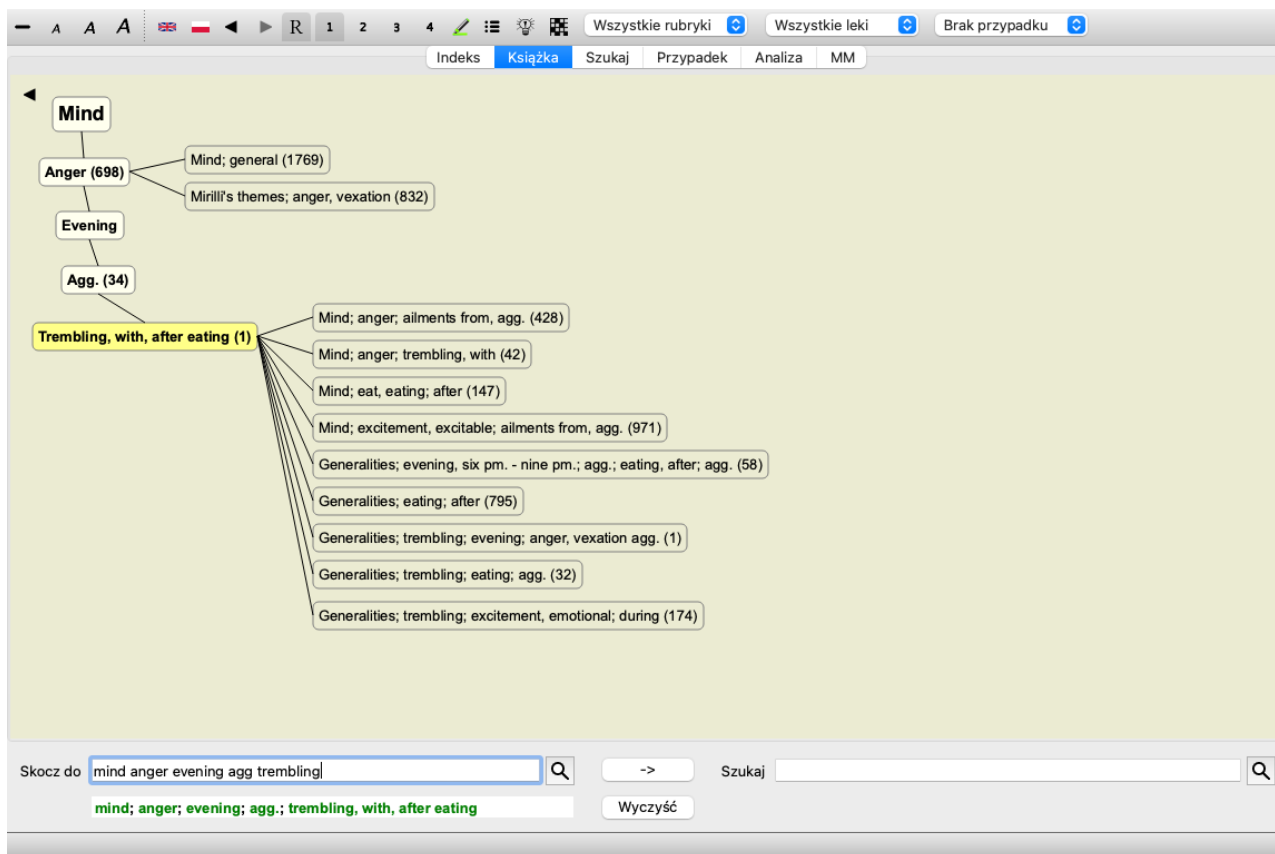 A A A R 1 2 3 4 Wszystkie rubryki Wszystkie leki Brak przypadku
Indeks Książka Szukaj Przypadek Analiza MM
Mind
Anger (698)
Mind; general (1769)
Mirilli's themes; anger, vexation (832)
Evening
Agg. (34)
Trembling, with, after eating (1)
Mind; anger; ailments from, agg. (428)
Mind; anger; trembling, with (42)
Mind; eat, eating; after (147)
Mind; excitement, excitable; ailments from, agg. (971)
Generalities; evening, six pm. - nine pm.; agg.; eating, after; agg. (58)
Generalities; eating; after (795)
Generalities; trembling; evening; anger, vexation agg. (1)
Generalities; trembling; eating; agg. (32)
Generalities; trembling; excitement, emotional; during (174)
Skocz do mind anger evening agg trembling -> Szukaj
mind; anger; evening; agg.; trembling, with, after eating Wyczyść